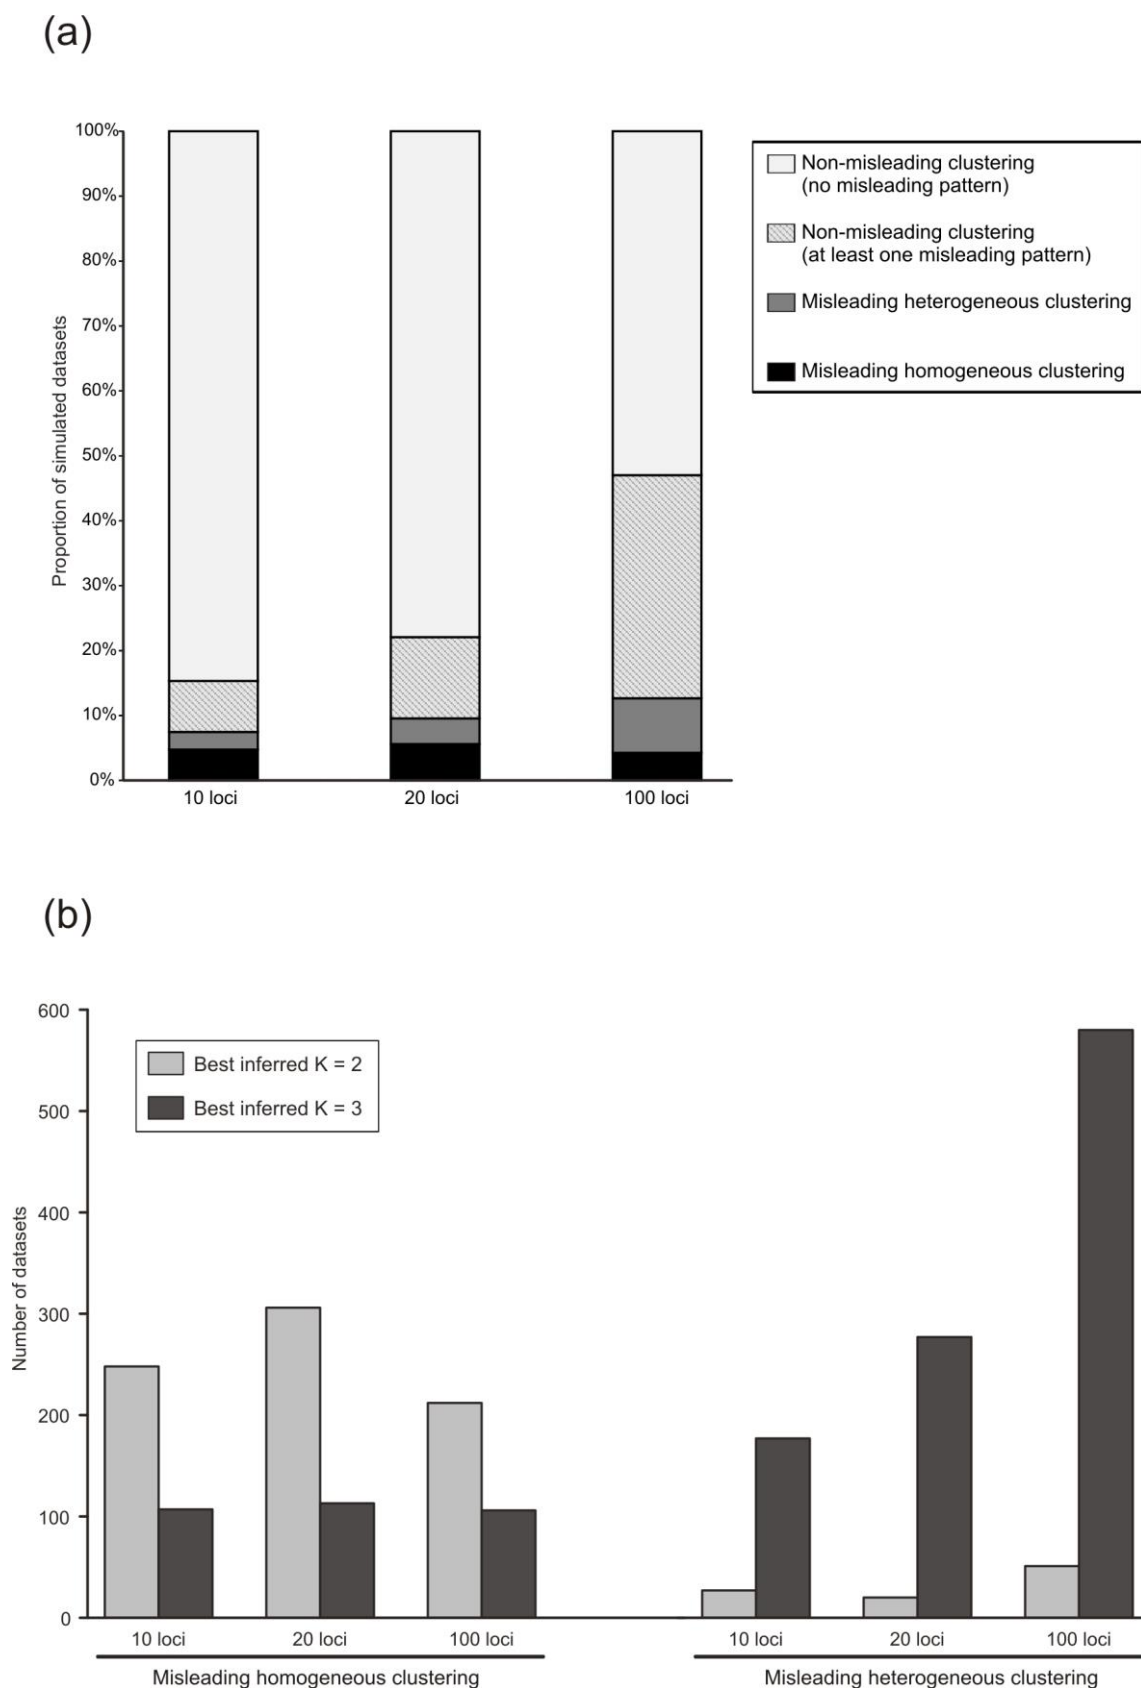 (a)
Proportion of simulated datasets
100%
90%
80%
70%
60%
50%
40%
30%
20%
10%
0%
10 loci
20 loci
100 loci
Non-misleading clustering
(no misleading pattern)
Non-misleading clustering
(at least one misleading pattern)
Misleading heterogeneous clustering
Misleading homogeneous clustering
(b)
Number of datasets
600
500
400
300
200
100
0
Best inferred K = 2
Best inferred K = 3
10 loci
20 loci
100 loci
Misleading homogeneous clustering
10 loci
20 loci
100 loci
Misleading heterogeneous clustering